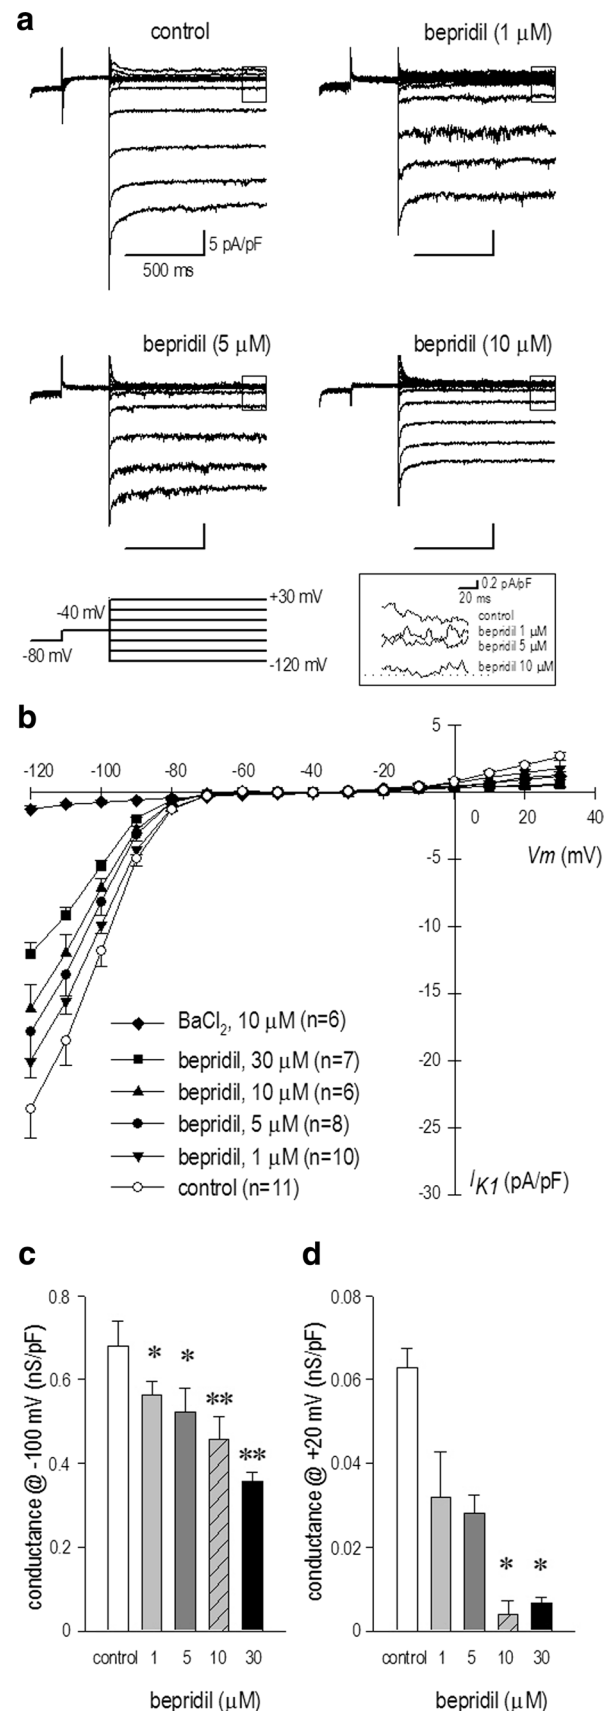 a
control
bepridil (1 μM)
5 pA/pF
500 ms
bepridil (5 μM)
bepridil (10 μM)
+30 mV
-40 mV
-80 mV
-120 mV
0.2 pA/pF
20 ms
control
bepridil 1 μM
bepridil 5 μM
bepridil 10 μM
b
5
-120 -100 -80 -60 -40 -20
0 20 40
Vm (mV)
-5
-10
-15
-20
-25
-30
BaCl2, 10 μM (n=6)
bepridil, 30 μM (n=7)
bepridil, 10 μM (n=6)
bepridil, 5 μM (n=8)
bepridil, 1 μM (n=10)
control (n=11)
IK1 (pA/pF)
c
conductance @ -100 mV (nS/pF)
0.8
0.6
0.4
0.2
0
* * ** **
control 1 5 10 30
bepridil (μM)
d
conductance @ +20 mV (nS/pF)
0.08
0.06
0.04
0.02
0
* *
control 1 5 10 30
bepridil (μM)